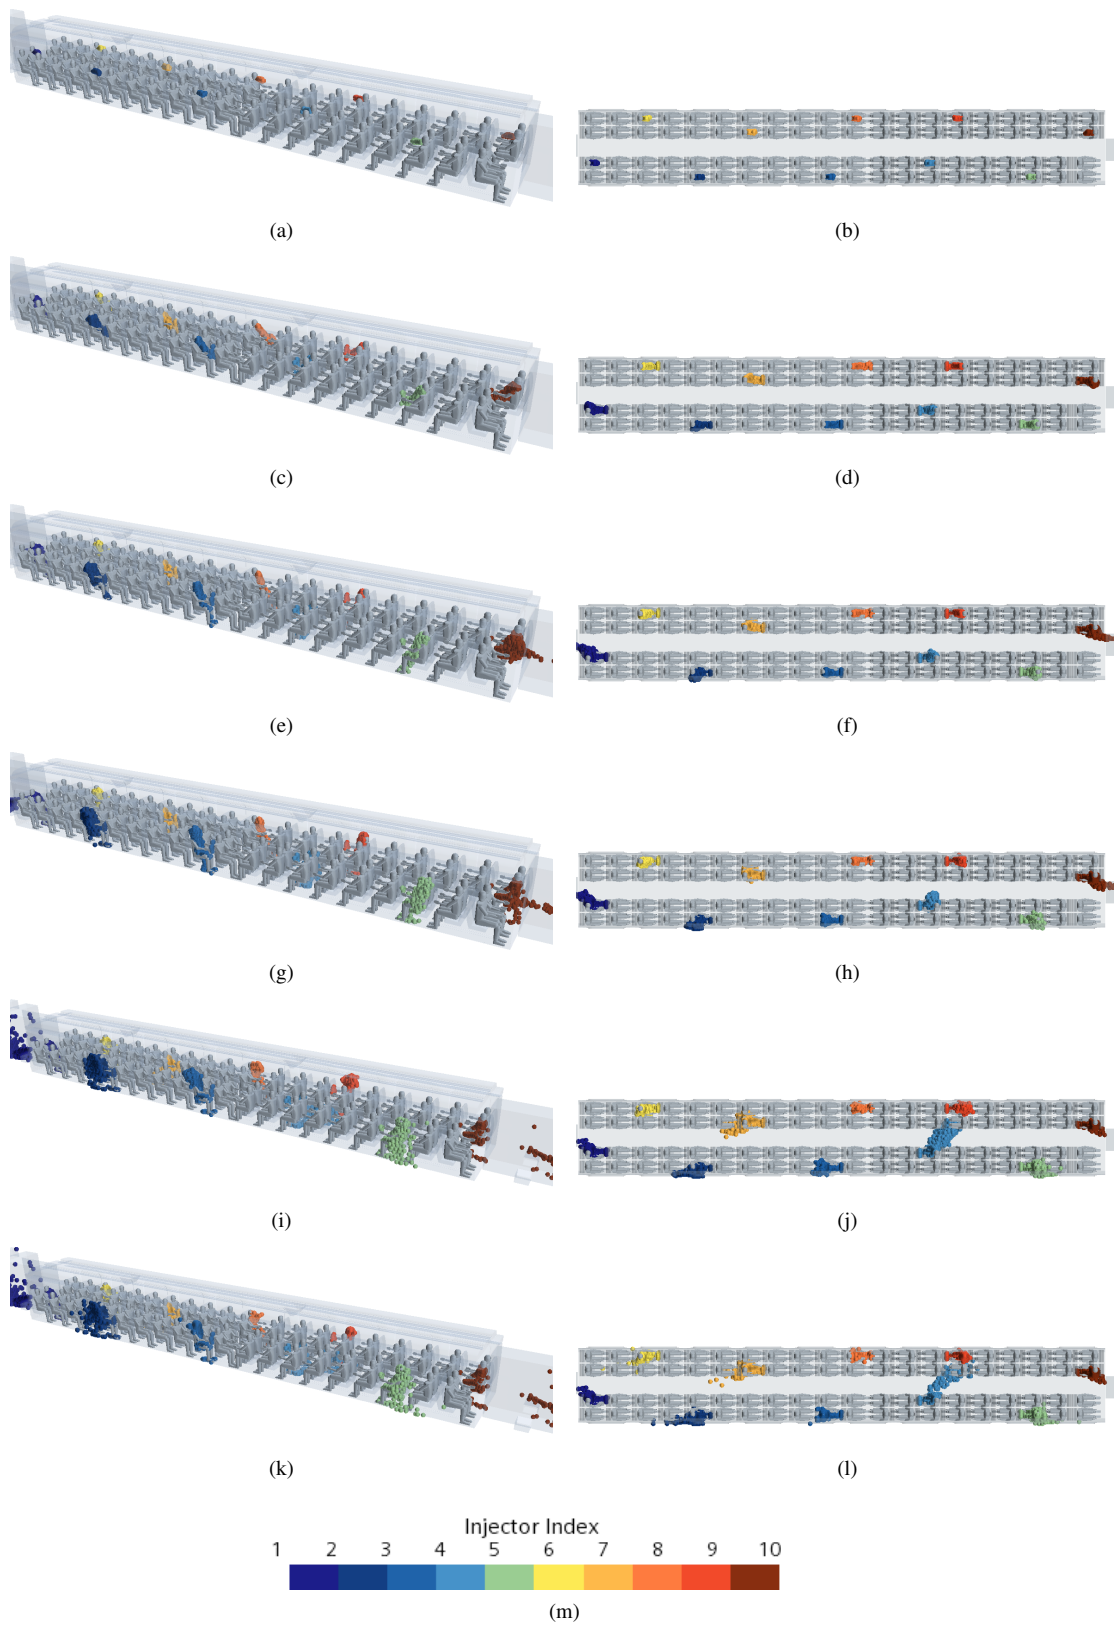 (a) (b)
(c) (d)
(e) (f)
(g) (h)
(i) (j)
(k) (l)
Injector Index
1 2 3 4 5 6 7 8 9 10
(m)